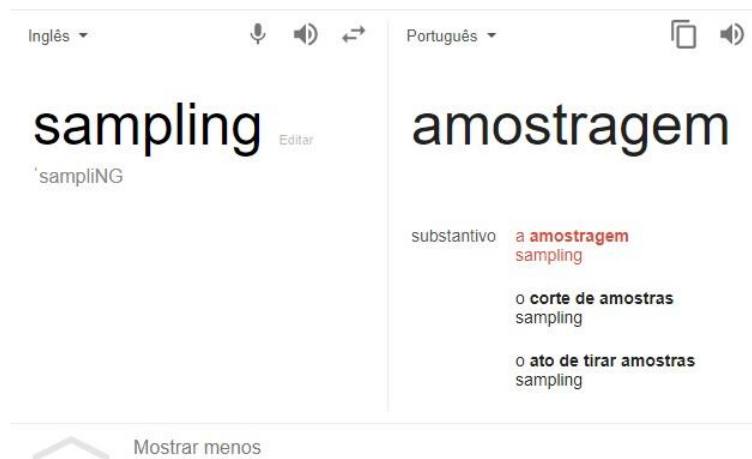 Inglês
Português
sampling Editar
amostragem
ˈsampliNG
substantivo a amostragem
sampling
o corte de amostras
sampling
o ato de tirar amostras
sampling
Mostrar menos